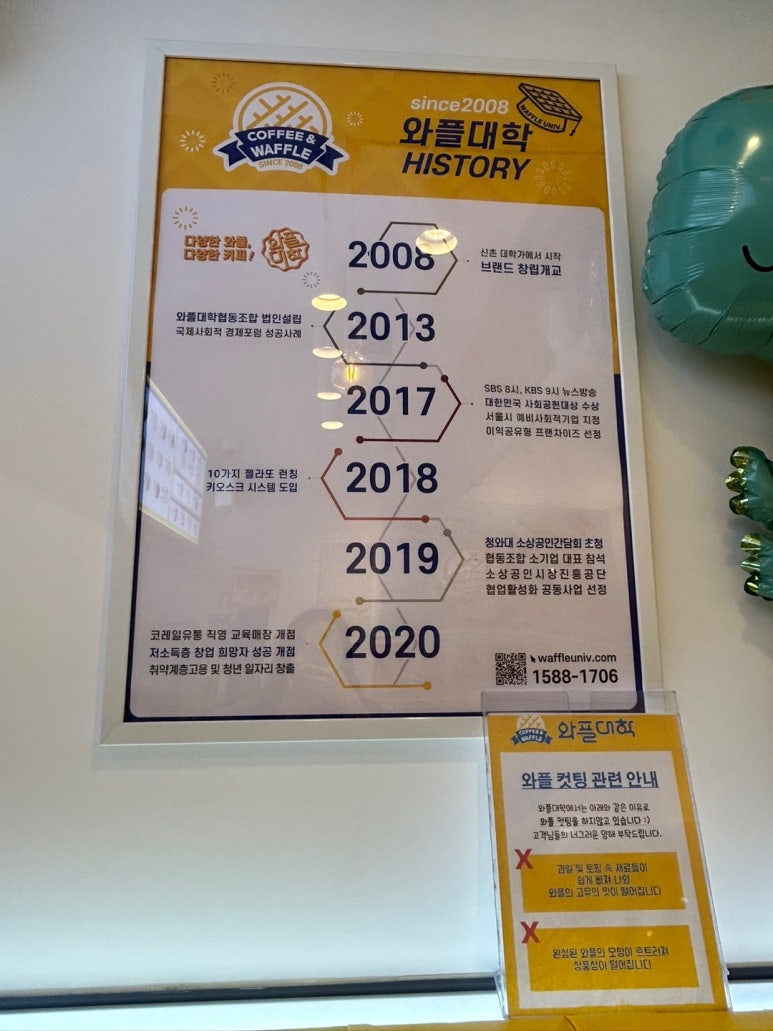 COFFEE &
WAFFLE
SINCE 2008
since2008
WAFFLE UNIV.
와플대학
HISTORY
다양한 와플,
다양한 커피!
와플
대학
2008
신촌 대학가에서 시작
브랜드 창립개교
와플대학협동조합 법인설립
국제사회적 경제포럼 성공사례
2013
2017
SBS 8시, KBS 9시 뉴스방송
대한민국 사회공헌대상 수상
서울시 예비사회적기업 지정
이익공유형 프랜차이즈 선정
10가지 젤라또 런칭
키오스크 시스템 도입
2018
2019
청와대 소상공인간담회 초청
협동조합 소기업 대표 참석
소상공인시장진흥공단
협업활성화 공동사업 선정
코레일유통 직영 교육매장 개점
저소득층 창업 희망자 성공 개점
취약계층고용 및 청년 일자리 창출
2020
waffleuniv.com
1588-1706
COFFEE &
WAFFLE
와플대학
와플 컷팅 관련 안내
와플대학에서는 아래와 같은 이유로
와플 컷팅을 하지않고 있습니다 :)
고객님들의 너그러운 양해 부탁드립니다.
X
과일 및 토핑 속 재료들이
쉽게 빠져 나와
와플의 고유의 맛이 떨어집니다
X
완성된 와플의 모양이 흐트러져
상품성이 떨어집니다